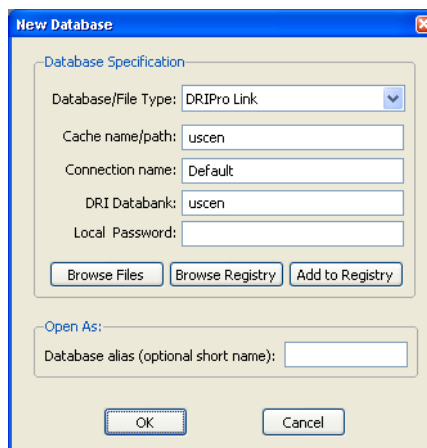 New Database
Database Specification
Database/File Type: DRIPro Link
Cache name/path: uscen
Connection name: Default
DRI Databank: uscen
Local Password:
Browse Files Browse Registry Add to Registry
Open As:
Database alias (optional short name):
OK Cancel